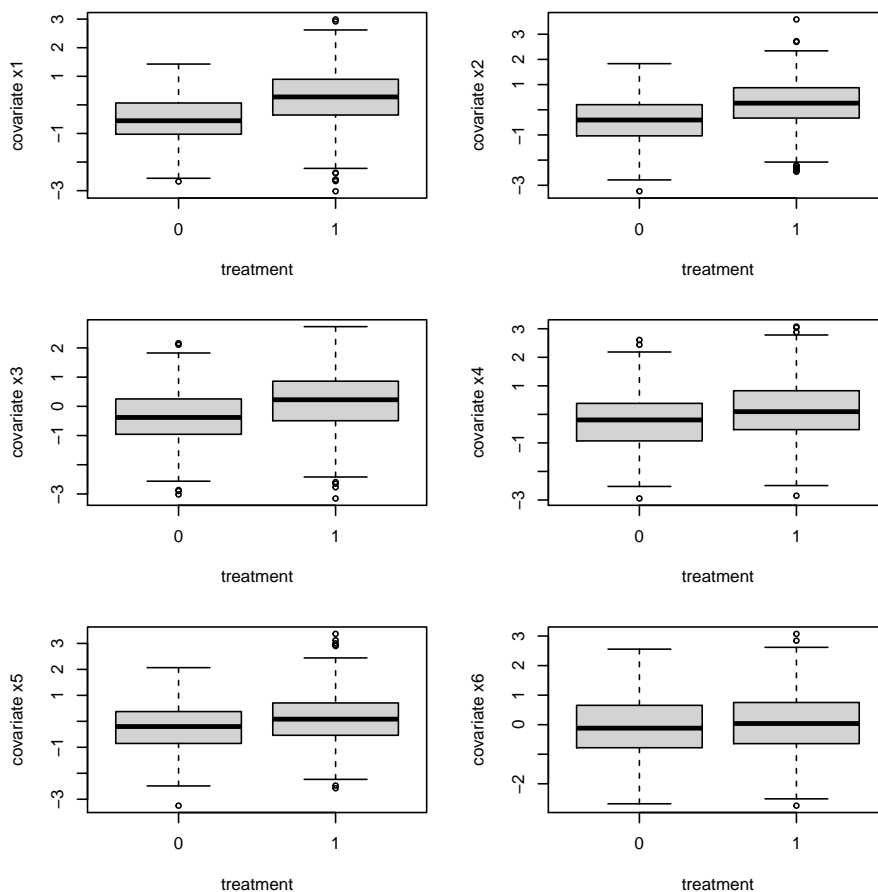 covariate x1
−3 −1 1 2 3
0 1
treatment
covariate x2
−3 −1 1 2 3
0 1
treatment
covariate x3
−3 −1 0 1 2
0 1
treatment
covariate x4
−3 −1 1 2 3
0 1
treatment
covariate x5
−3 −1 1 2 3
0 1
treatment
covariate x6
−2 0 1 2 3
0 1
treatment